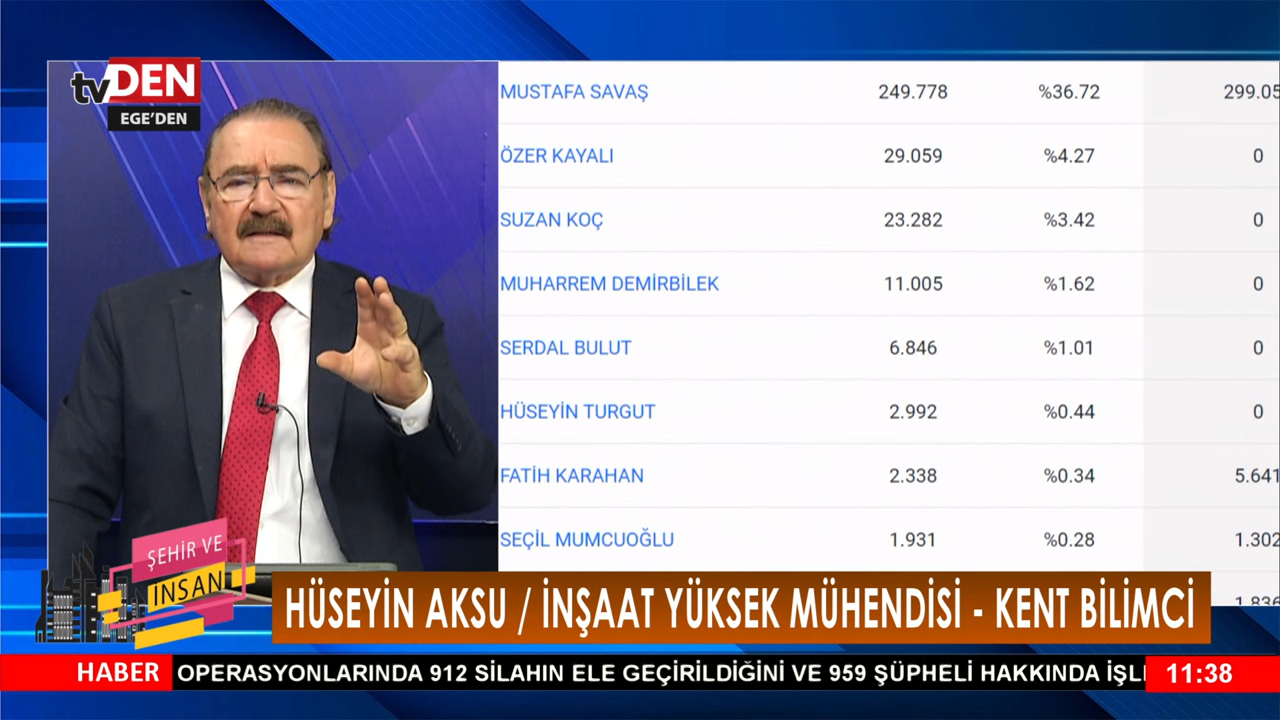 tvDEN
EGE'DEN
MUSTAFA SAVAŞ 249.778 %36.72 299.05
ÖZER KAYALI 29.059 %4.27 0
SUZAN KOÇ 23.282 %3.42 0
MUHARREM DEMİRBİLEK 11.005 %1.62 0
SERDAL BULUT 6.846 %1.01 0
HÜSEYİN TURGUT 2.992 %0.44 0
FATİH KARAHAN 2.338 %0.34 5.641
SEÇİL MUMCUOĞLU 1.931 %0.28 1.302
ŞEHİR VE
INSAN
HÜSEYİN AKSU / İNŞAAT YÜKSEK MÜHENDİSİ - KENT BİLİMCİ
HABER OPERASYONLARINDA 912 SİLAHIN ELE GEÇİRİLDİĞİNİ VE 959 ŞÜPHELİ HAKKINDA İŞL 11:38